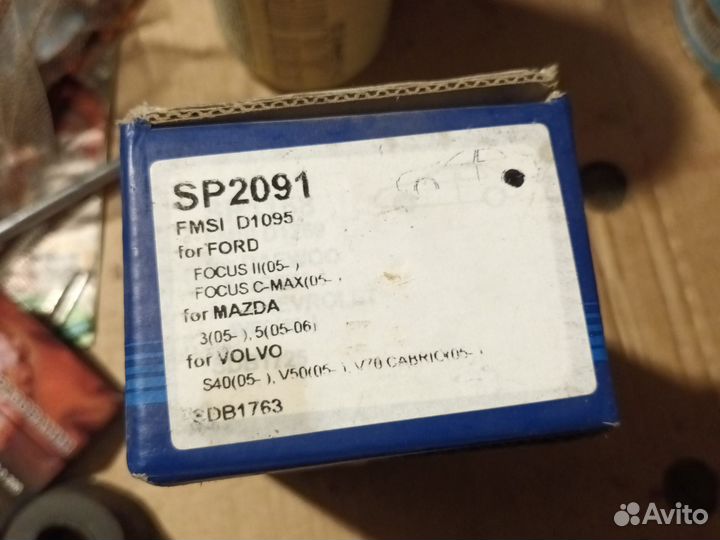 SP2091
FMSI D1095
for FORD
FOCUS II(05- )
FOCUS C-MAX(05- )
for MAZDA
3(05- ), 5(05-06)
for VOLVO
S40(05- ), V50(05- ), V70 CABRIO(05- )
GDB1763
Avito